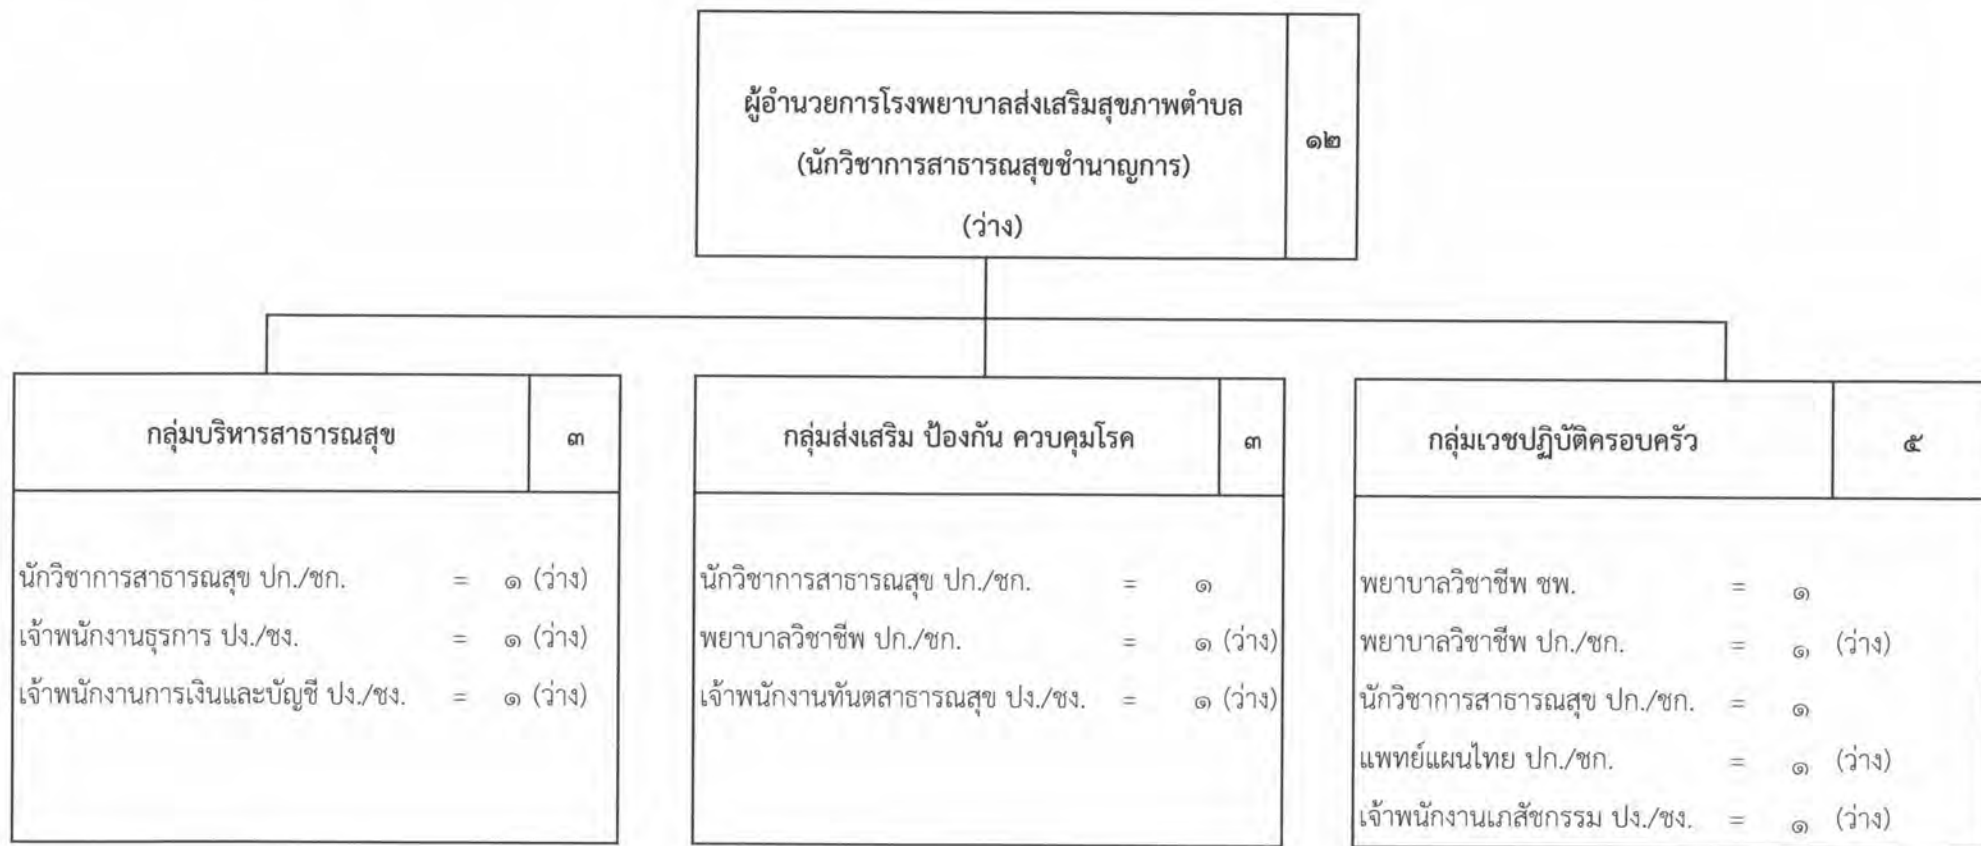 ผู้อำนวยการโรงพยาบาลส่งเสริมสุขภาพตำบล
(นักวิชาการสาธารณสุขชำนาญการ)
(ว่าง)
๑๒
กลุ่มบริหารสาธารณสุข ๓
นักวิชาการสาธารณสุข ปก./ชก. = ๑ (ว่าง)
เจ้าพนักงานธุรการ ปง./ชง. = ๑ (ว่าง)
เจ้าพนักงานการเงินและบัญชี ปง./ชง. = ๑ (ว่าง)
กลุ่มส่งเสริม ป้องกัน ควบคุมโรค ๓
นักวิชาการสาธารณสุข ปก./ชก. = ๑
พยาบาลวิชาชีพ ปก./ชก. = ๑ (ว่าง)
เจ้าพนักงานทันตสาธารณสุข ปง./ชง. = ๑ (ว่าง)
กลุ่มเวชปฏิบัติครอบครัว ๕
พยาบาลวิชาชีพ ชพ. = ๑
พยาบาลวิชาชีพ ปก./ชก. = ๑ (ว่าง)
นักวิชาการสาธารณสุข ปก./ชก. = ๑
แพทย์แผนไทย ปก./ชก. = ๑ (ว่าง)
เจ้าพนักงานเภสัชกรรม ปง./ชง. = ๑ (ว่าง)